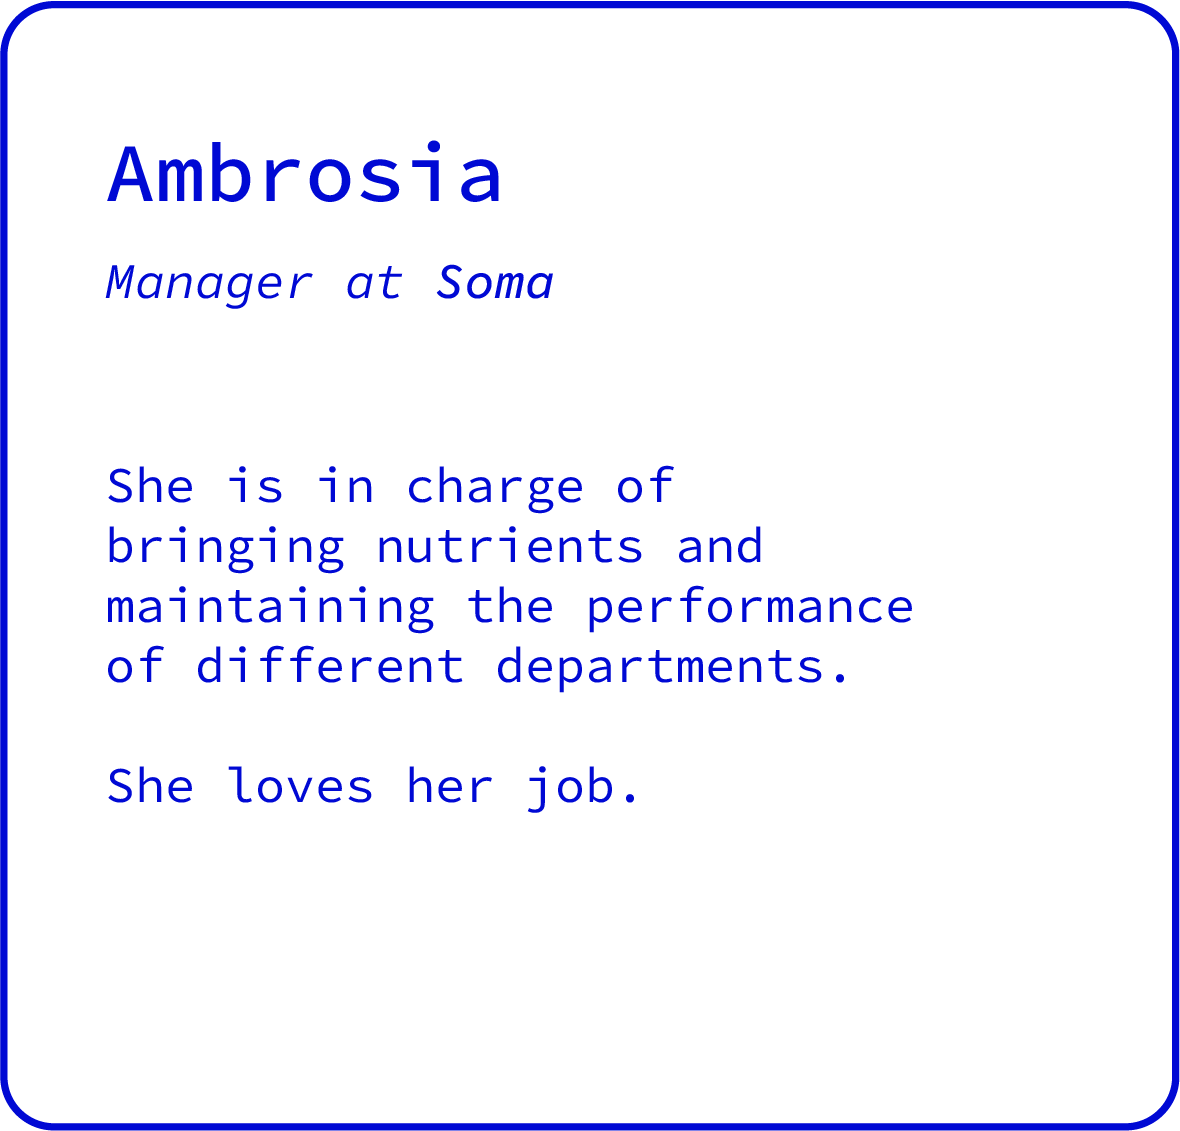 Ambrosia
Manager at Soma
She is in charge of
bringing nutrients and
maintaining the performance
of different departments.
She loves her job.